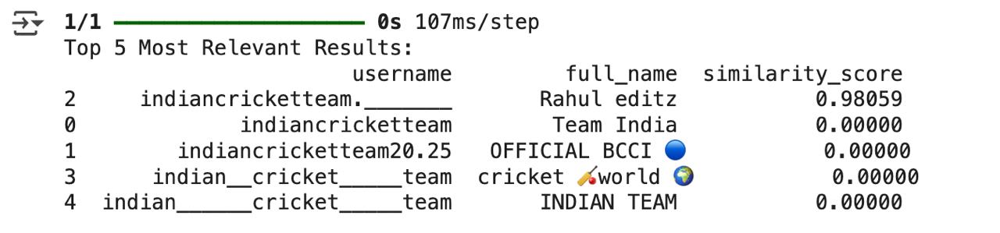 1/1 ━━━━━━━━━━━━━━━━━━━━ 0s 107ms/step
Top 5 Most Relevant Results:
username full_name similarity_score
2 indiancricketteam._______ Rahul editz 0.98059
0 indiancricketteam Team India 0.00000
1 indiancricketteam20.25 OFFICIAL BCCI 🔵 0.00000
3 indian__cricket_____team cricket 🏏world 🌍 0.00000
4 indian______cricket_____team INDIAN TEAM 0.00000